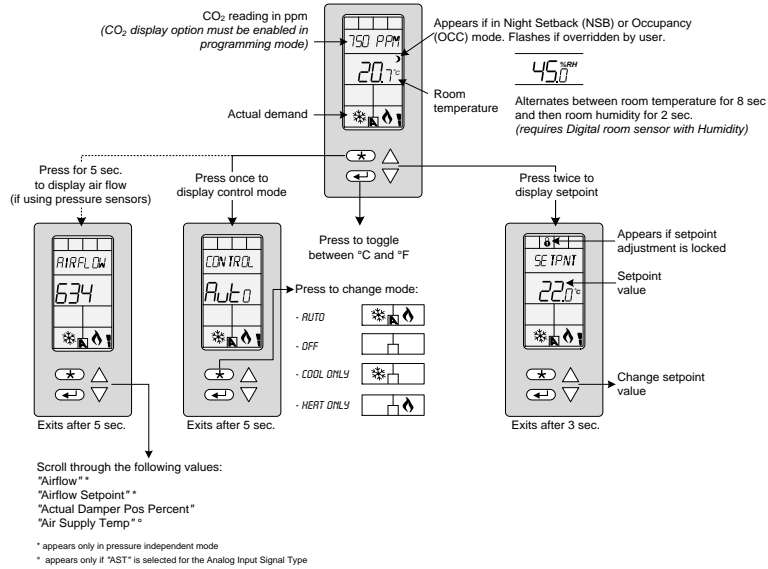 CO₂ reading in ppm
(CO₂ display option must be enabled in
programming mode)
750 PPM
20.7°C
Actual demand
A
Appears if in Night Setback (NSB) or Occupancy
(OCC) mode. Flashes if overridden by user.
45.0 %RH
Room
temperature
Alternates between room temperature for 8 sec
and then room humidity for 2 sec.
(requires Digital room sensor with Humidity)
Press for 5 sec.
to display air flow
(if using pressure sensors)
Press once to
display control mode
Press twice to
display setpoint
Press to toggle
between °C and °F
AIRFLOW
634
A
Exits after 5 sec.
CONTROL
Auto
A
Exits after 5 sec.
Press to change mode:
- AUTO
A
- OFF
- COOL ONLY
- HEAT ONLY
SETPNT
22.0°C
A
Exits after 3 sec.
Appears if setpoint
adjustment is locked
Setpoint
value
Change setpoint
value
Scroll through the following values:
"Airflow" *
"Airflow Setpoint" *
"Actual Damper Pos Percent"
"Air Supply Temp" °
* appears only in pressure independent mode
° appears only if "AST" is selected for the Analog Input Signal Type